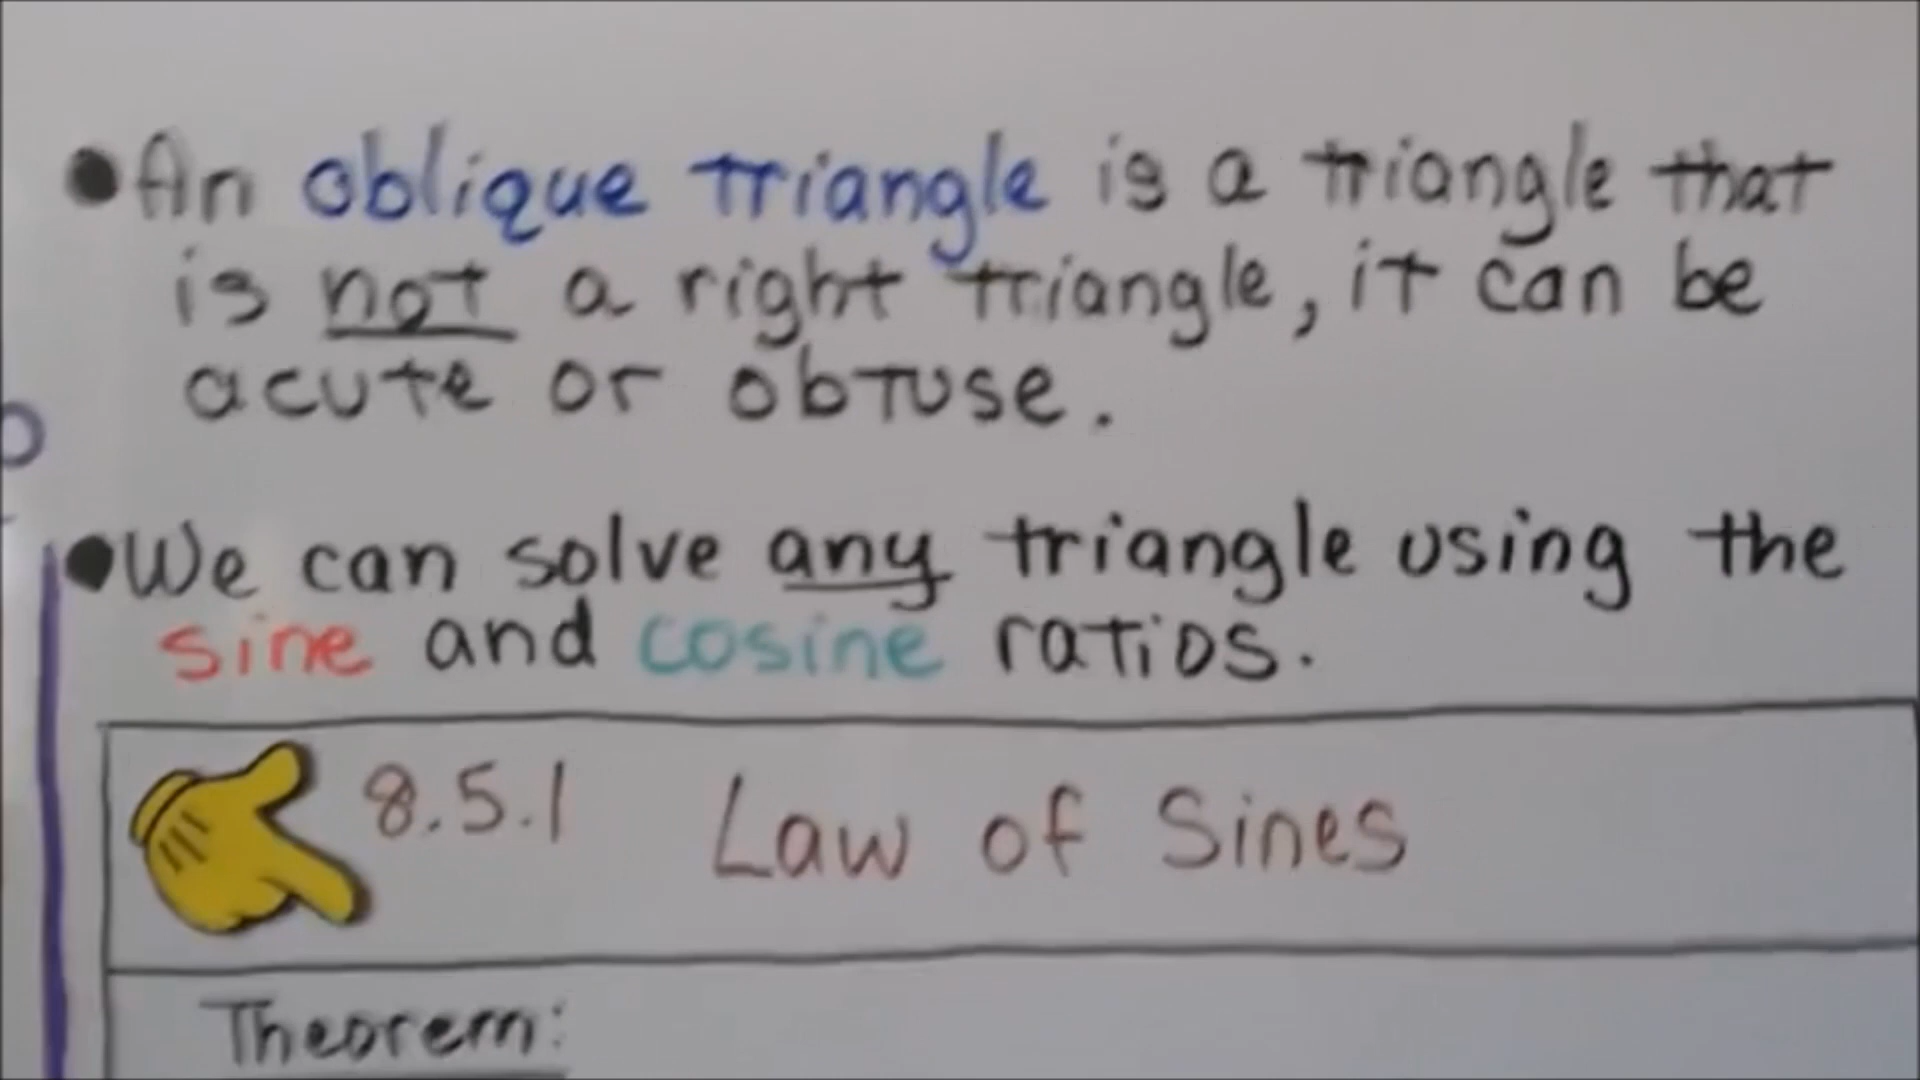 •An oblique triangle is a triangle that
is not a right triangle, it can be
acute or obtuse.
•We can solve any triangle using the
sine and cosine ratios.
8.5.1 Law of Sines
Theorem: